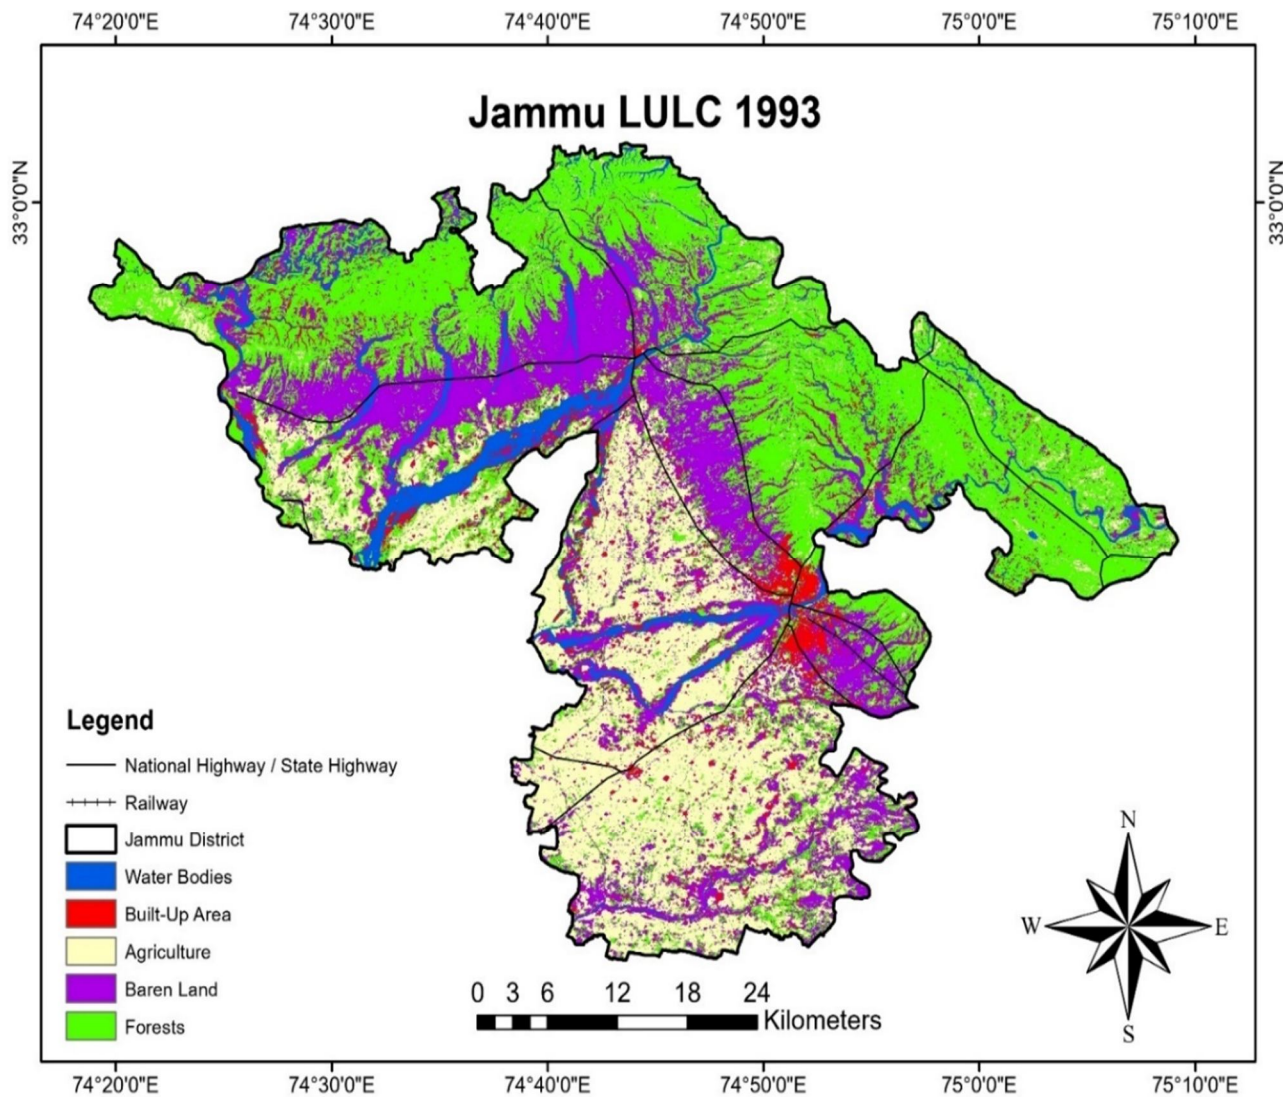 74°20'0"E 74°30'0"E 74°40'0"E 74°50'0"E 75°0'0"E 75°10'0"E
Jammu LULC 1993
33°0'0"N
33°0'0"N
Legend
National Highway / State Highway
Railway
Jammu District
Water Bodies
Built-Up Area
Agriculture
Baren Land
Forests
0 3 6 12 18 24
Kilometers
N
W E
S
74°20'0"E 74°30'0"E 74°40'0"E 74°50'0"E 75°0'0"E 75°10'0"E